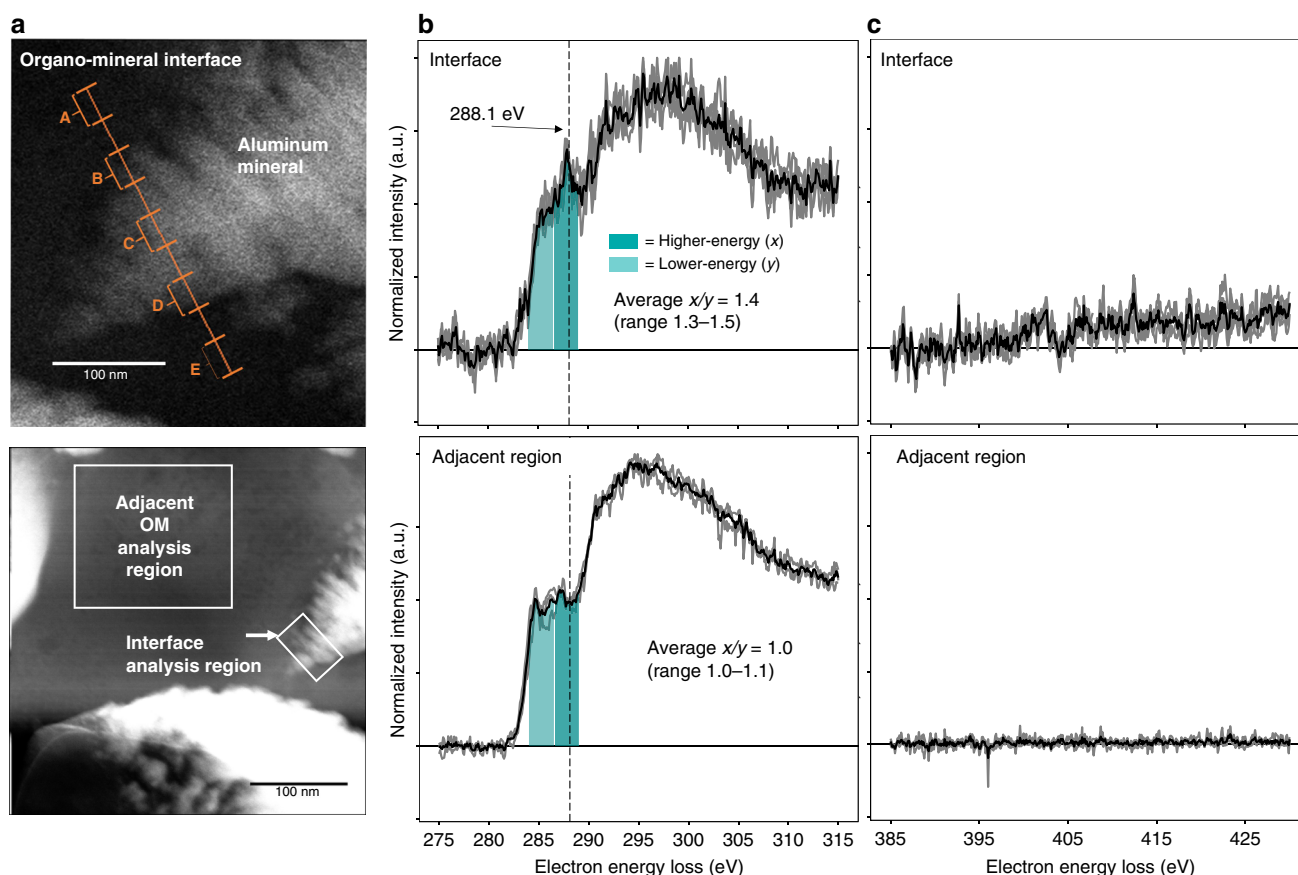 a
Organo-mineral interface
A
B
C
D
E
Aluminum
mineral
100 nm
Adjacent
OM
analysis
region
Interface
analysis region
100 nm
b
Interface
288.1 eV
= Higher-energy (x)
= Lower-energy (y)
Average x/y = 1.4
(range 1.3–1.5)
Normalized intensity (a.u.)
Adjacent region
Average x/y = 1.0
(range 1.0–1.1)
Normalized intensity (a.u.)
275 280 285 290 295 300 305 310 315
Electron energy loss (eV)
c
Interface
Adjacent region
385 395 405 415 425
Electron energy loss (eV)